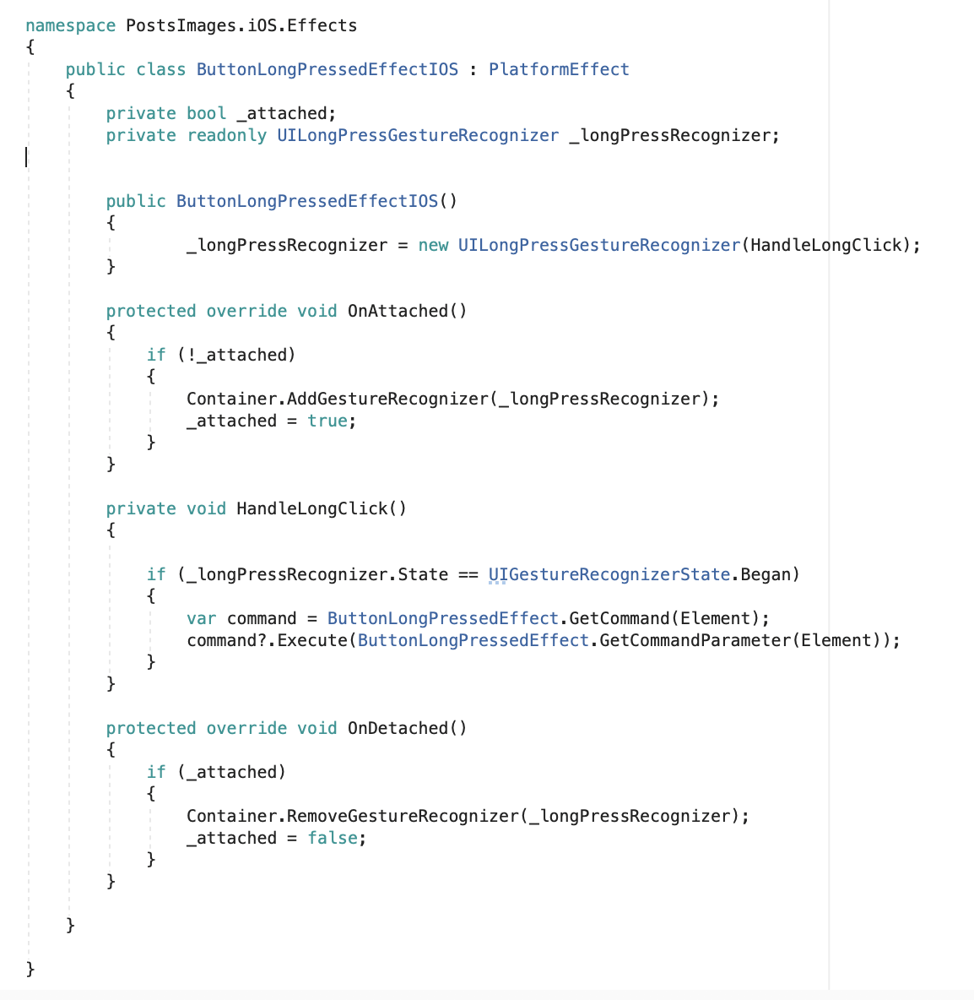 namespace PostsImages.iOS.Effects
{
    public class ButtonLongPressedEffectIOS : PlatformEffect
    {
        private bool _attached;
        private readonly UILongPressGestureRecognizer _longPressRecognizer;


        public ButtonLongPressedEffectIOS()
        {
                _longPressRecognizer = new UILongPressGestureRecognizer(HandleLongClick);
        }

        protected override void OnAttached()
        {
            if (!_attached)
            {
                Container.AddGestureRecognizer(_longPressRecognizer);
                _attached = true;
            }
        }

        private void HandleLongClick()
        {

            if (_longPressRecognizer.State == UIGestureRecognizerState.Began)
            {
                var command = ButtonLongPressedEffect.GetCommand(Element);
                command?.Execute(ButtonLongPressedEffect.GetCommandParameter(Element));
            }
        }

        protected override void OnDetached()
        {
            if (_attached)
            {
                Container.RemoveGestureRecognizer(_longPressRecognizer);
                _attached = false;
            }
        }

    }

}